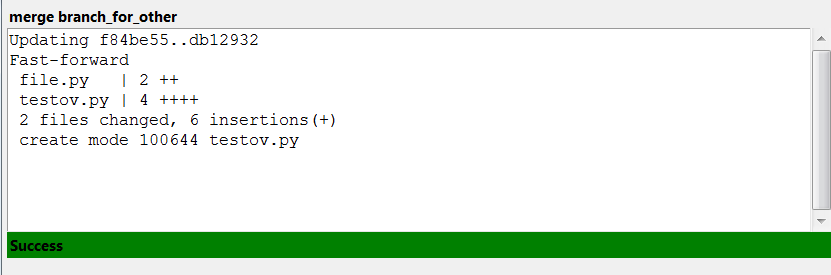 merge branch_for_other
Updating f84be55..db12932
Fast-forward
 file.py   | 2 ++
 testov.py | 4 ++++
 2 files changed, 6 insertions(+)
 create mode 100644 testov.py
Success